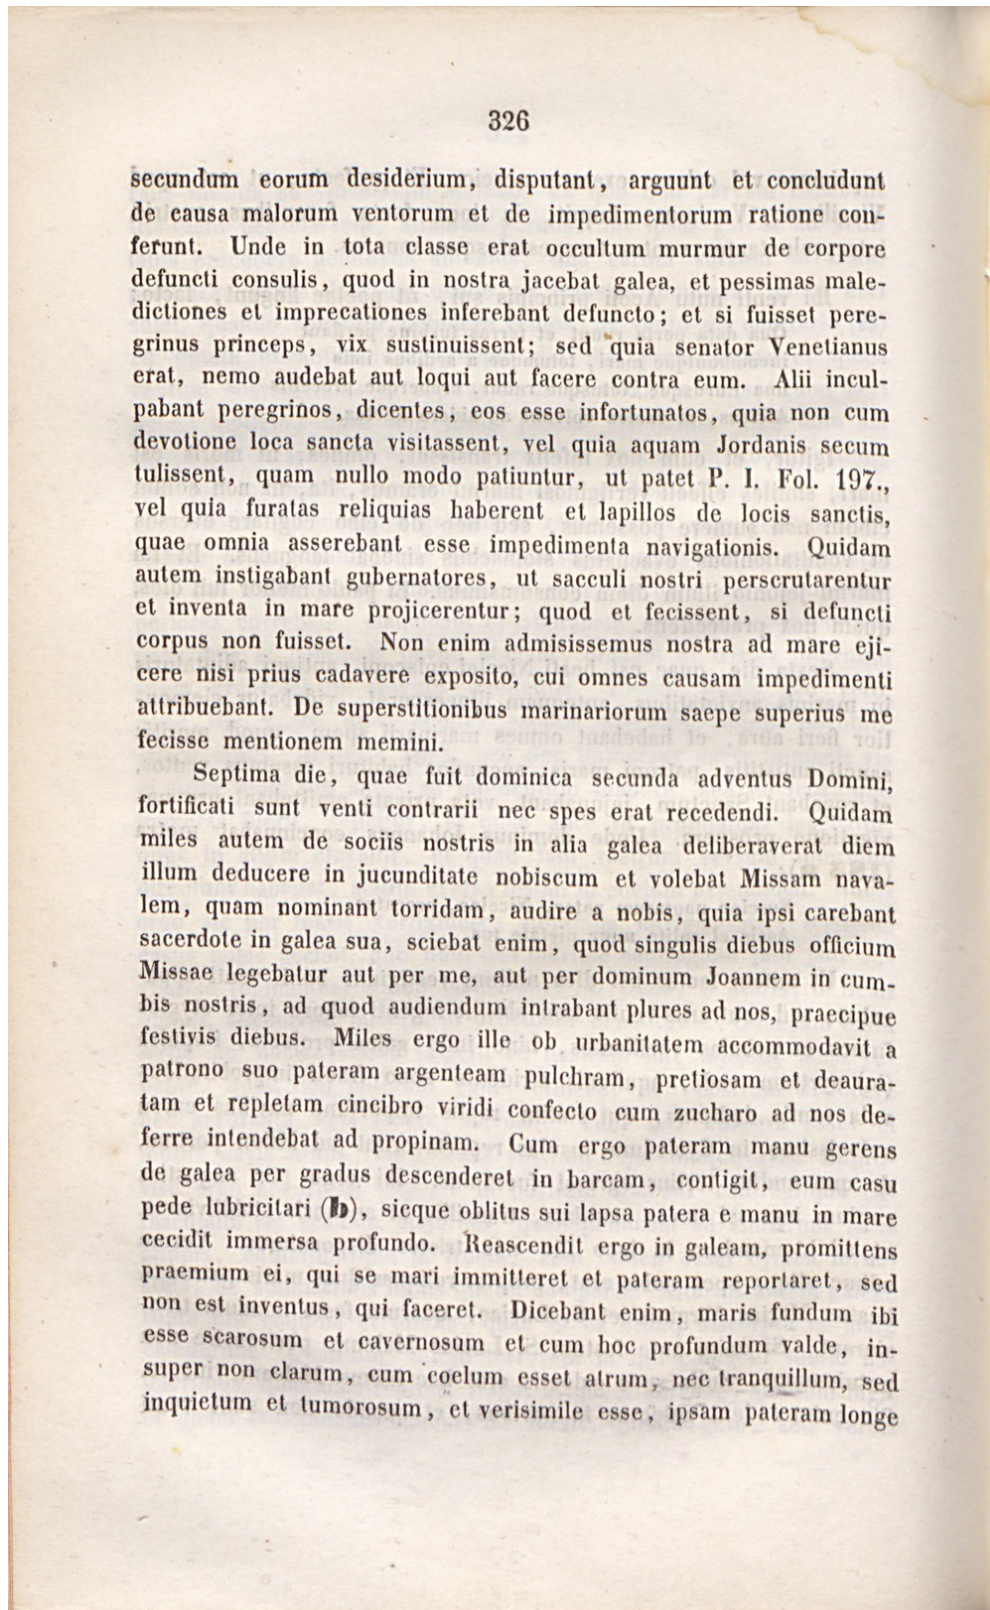 326
secundum eorum desiderium, disputant, arguunt et concludunt
de causa malorum ventorum et de impedimentorum ratione con-
ferunt. Unde in tota classe erat occultum murmur de corpore
defuncti consulis, quod in nostra jacebat galea, et pessimas male-
dictiones et imprecationes inferebant defuncto; et si fuisset pere-
grinus princeps, vix sustinuissent; sed quia senator Venetianus
erat, nemo audebat aut loqui aut facere contra eum. Alii incul-
pabant peregrinos, dicentes, eos esse infortunatos, quia non cum
devotione loca sancta visitassent, vel quia aquam Jordanis secum
tulissent, quam nullo modo patiuntur, ut patet P. I. Fol. 197.,
vel quia furatas reliquias haberent et lapillos de locis sanctis,
quae omnia asserebant esse impedimenta navigationis. Quidam
autem instigabant gubernatores, ut sacculi nostri perscrutarentur
et inventa in mare projicerentur; quod et fecissent, si defuncti
corpus non fuisset. Non enim admisissemus nostra ad mare eji-
cere nisi prius cadavere exposito, cui omnes causam impedimenti
attribuebant. De superstitionibus marinariorum saepe superius me
fecisse mentionem memini.
Septima die, quae fuit dominica secunda adventus Domini,
fortificati sunt venti contrarii nec spes erat recedendi. Quidam
miles autem de sociis nostris in alia galea deliberaverat diem
illum deducere in jucunditate nobiscum et volebat Missam nava-
lem, quam nominant torridam, audire a nobis, quia ipsi carebant
sacerdote in galea sua, sciebat enim, quod singulis diebus officium
Missae legebatur aut per me, aut per dominum Joannem in cum-
bis nostris, ad quod audiendum intrabant plures ad nos, praecipue
festivis diebus. Miles ergo ille ob urbanitatem accommodavit a
patrono suo pateram argenteam pulchram, pretiosam et deaura-
tam et repletam cincibro viridi confecto cum zucharo ad nos de-
ferre intendebat ad propinam. Cum ergo pateram manu gerens
de galea per gradus descenderet in barcam, contigit, eum casu
pede lubricitari (b), sicque oblitus sui lapsa patera e manu in mare
cecidit immersa profundo. Reascendit ergo in galeam, promittens
praemium ei, qui se mari immitteret et pateram reportaret, sed
non est inventus, qui faceret. Dicebant enim, maris fundum ibi
esse scarosum et cavernosum et cum hoc profundum valde, in-
super non clarum, cum coelum esset atrum, nec tranquillum, sed
inquietum et tumorosum, et verisimile esse, ipsam pateram longe